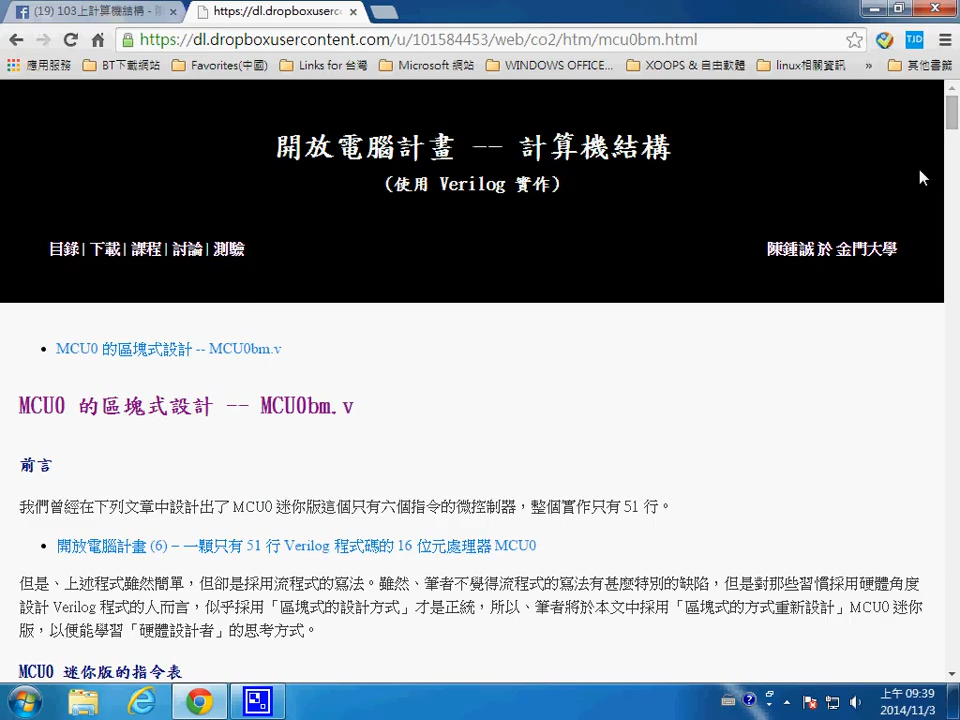 (19) 103上計算機結構 -
https://dl.dropboxuserc
https://dl.dropboxusercontent.com/u/101584453/web/co2/htm/mcu0bm.html
TJD
應用服務 BT下載網站 Favorites(中國) Links for 台灣 Microsoft 網站 WINDOWS OFFICE... XOOPS & 自由軟體 linux相關資訊 » 其他書籤
開放電腦計畫 -- 計算機結構
(使用 Verilog 實作)
目錄| 下載| 課程| 討論| 測驗
陳鍾誠 於 金門大學
• MCU0 的區塊式設計 -- MCU0bm.v
MCU0 的區塊式設計 -- MCU0bm.v
前言
我們曾經在下列文章中設計出了 MCU0 迷你版這個只有六個指令的微控制器，整個實作只有 51 行。
• 開放電腦計畫 (6) – 一顆只有 51 行 Verilog 程式碼的 16 位元處理器 MCU0
但是、上述程式雖然簡單，但卻是採用流程式的寫法。雖然、筆者不覺得流程式的寫法有甚麼特別的缺陷，但是對那些習慣採用硬體角度
設計 Verilog 程式的人而言，似乎採用「區塊式的設計方式」才是正統，所以、筆者將於本文中採用「區塊式的方式重新設計」MCU0 迷你
版，以便能學習「硬體設計者」的思考方式。
MCU0 迷你版的指令表
上午 09:39
2014/11/3